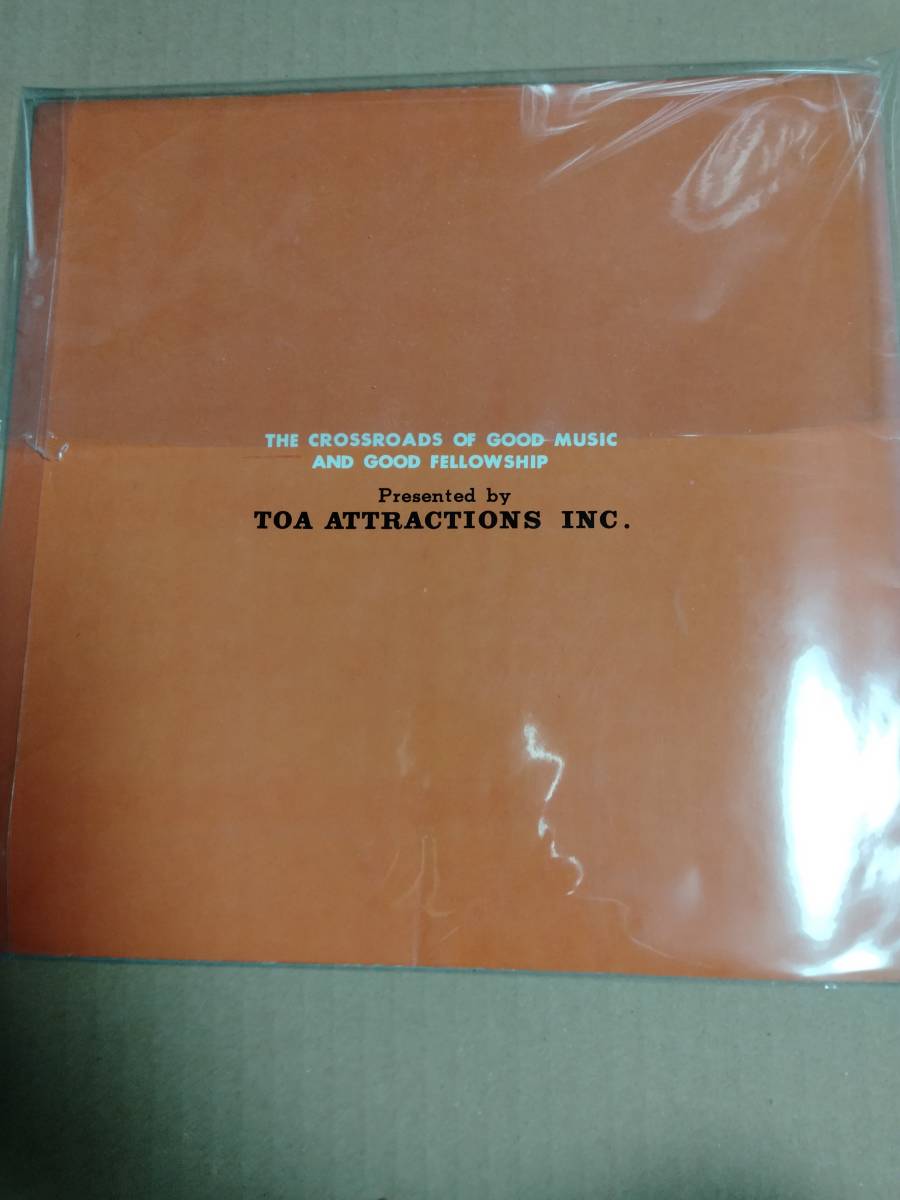 THE CROSSROADS OF GOOD MUSIC
AND GOOD FELLOWSHIP
Presented by
TOA ATTRACTIONS INC.